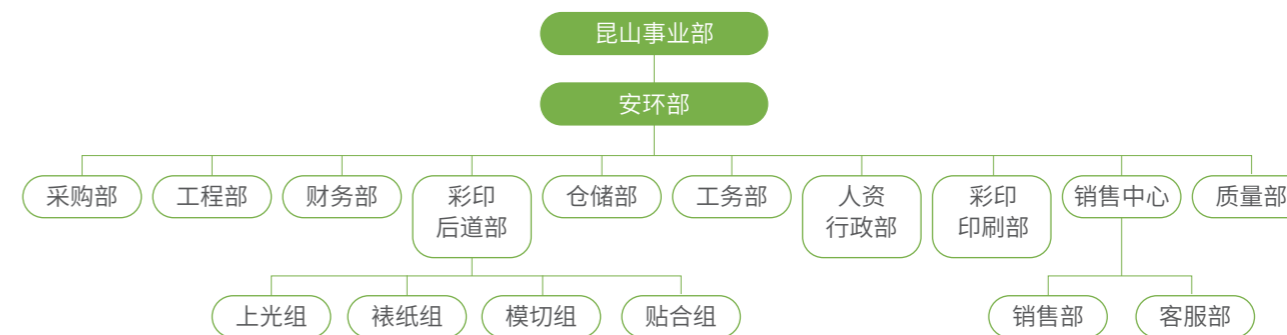 昆山事业部
安环部
采购部
工程部
财务部
彩印
后道部
仓储部
工务部
人资
行政部
彩印
印刷部
销售中心
质量部
上光组
裱纸组
模切组
贴合组
销售部
客服部